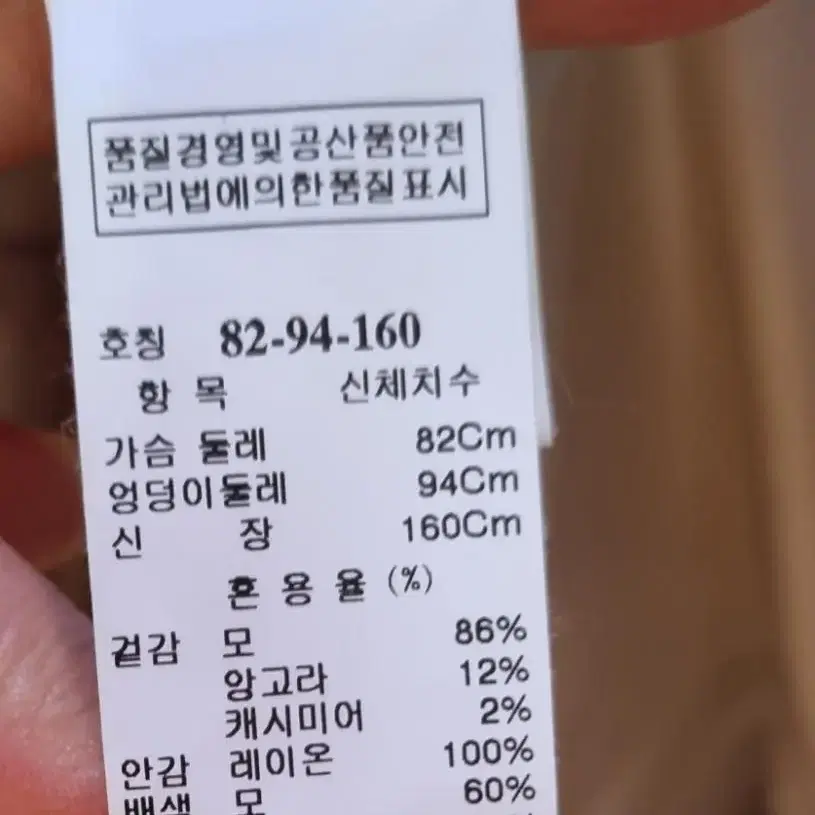 품질경영및공산품안전
관리법에의한품질표시
호칭 82-94-160
항 목 신체치수
가슴 둘레 82Cm
엉덩이둘레 94Cm
신 장 160Cm
혼 용 율 (%)
겉감 모 86%
앙고라 12%
캐시미어 2%
안감 레이온 100%
배색 모 60%